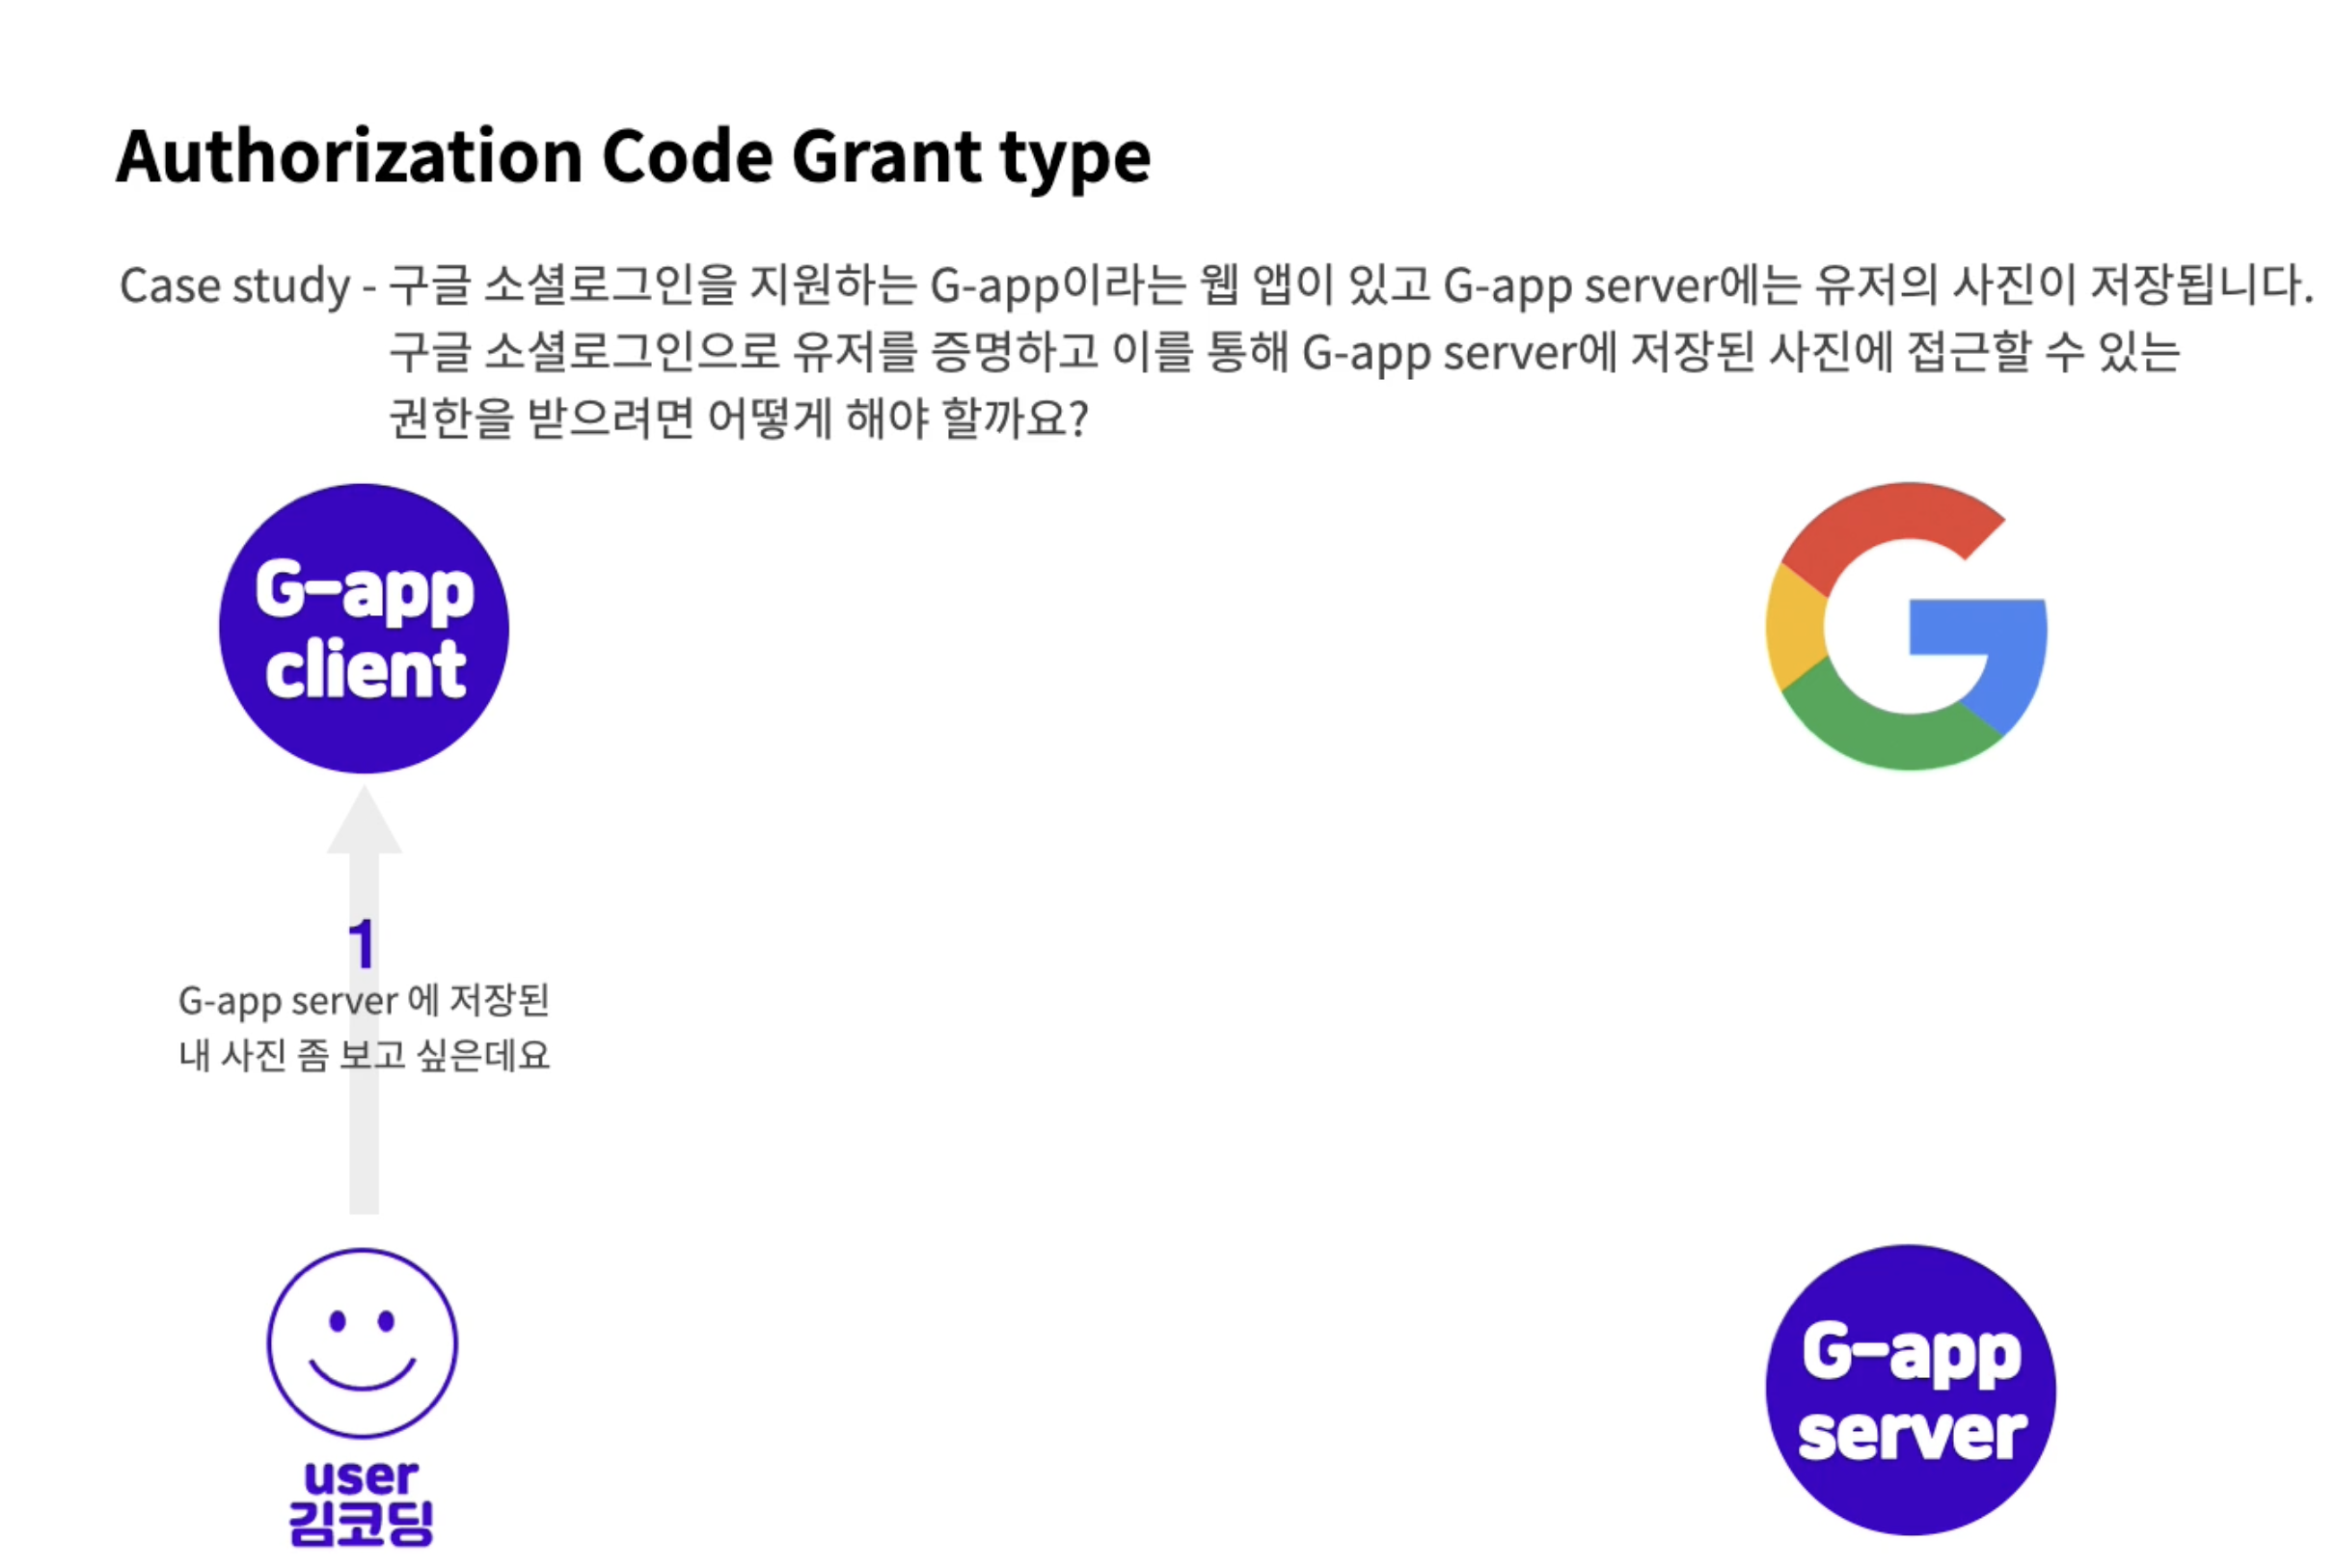 Authorization Code Grant type
Case study - 구글 소셜로그인을 지원하는 G-app이라는 웹 앱이 있고 G-app server에는 유저의 사진이 저장됩니다.
구글 소셜로그인으로 유저를 증명하고 이를 통해 G-app server에 저장된 사진에 접근할 수 있는
권한을 받으려면 어떻게 해야 할까요?
G-app
client
1
G-app server 에 저장된
내 사진 좀 보고 싶은데요
user
김코딩
G-app
server